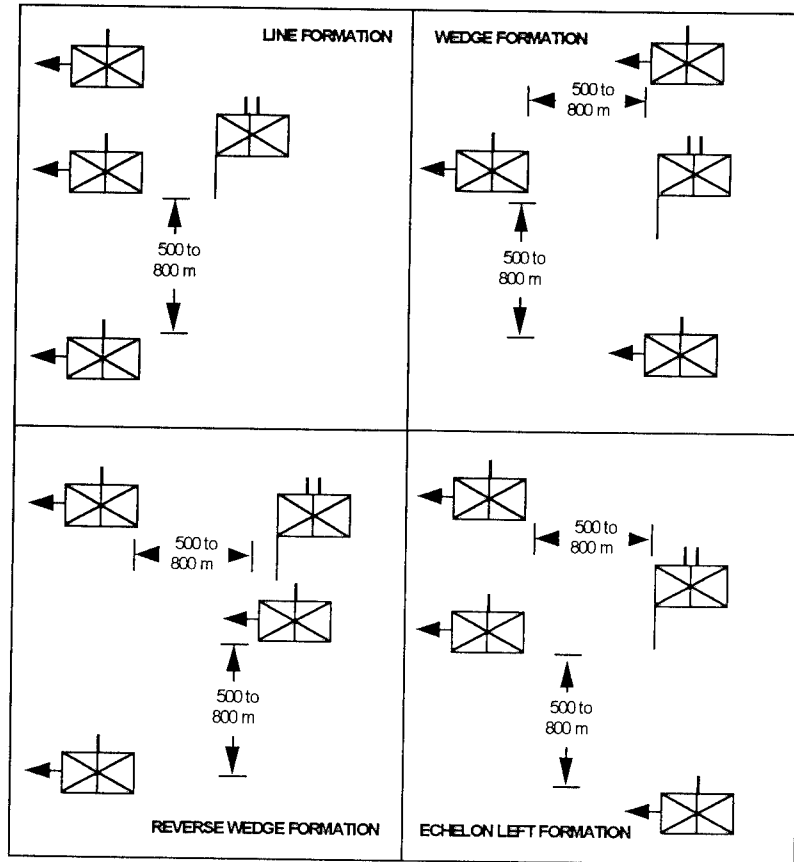 LINE FORMATION
500 to
800 m
WEDGE FORMATION
500 to
800 m
500 to
800 m
500 to
800 m
500 to
800 m
REVERSE WEDGE FORMATION
500 to
800 m
500 to
800 m
ECHELON LEFT FORMATION